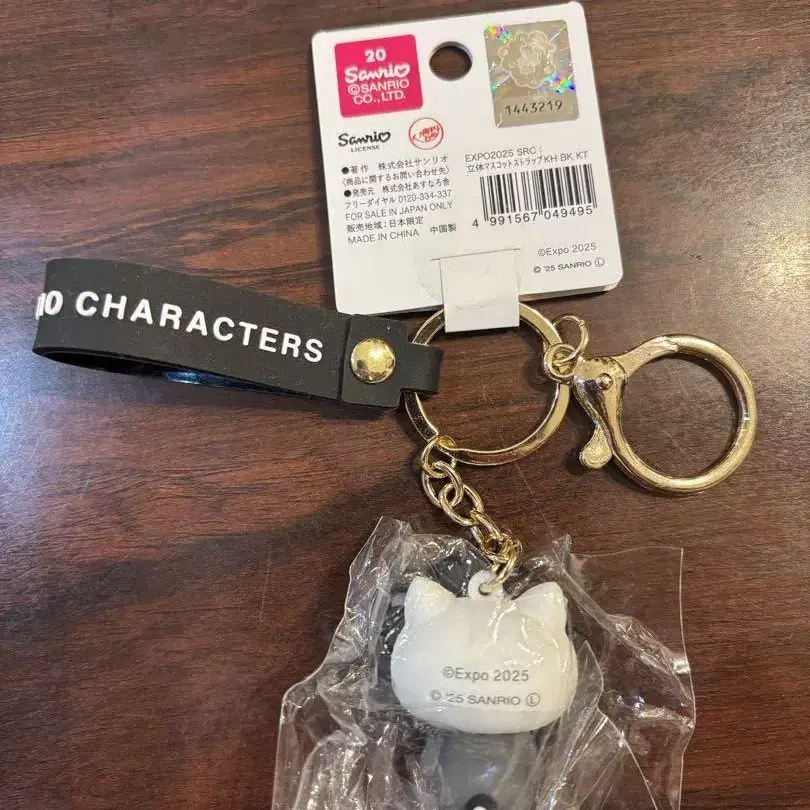 20
Sanrio
©SANRIO
CO., LTD.
1443219
Sanrio
LICENSE
●著作 株式会社サンリオ
(商品に関するお問い合わせ先)
●発売元 株式会社あすなろ舎
フリーダイヤル 0120-334-337
FOR SALE IN JAPAN ONLY
販売地域：日本限定
MADE IN CHINA 中国製
EXPO2025 SRC：
立体マスコットストラップKH BK KT
4 991567 049495
©Expo 2025
© '25 SANRIO Ⓛ
IO CHARACTERS
©Expo 2025
© '25 SANRIO Ⓛ